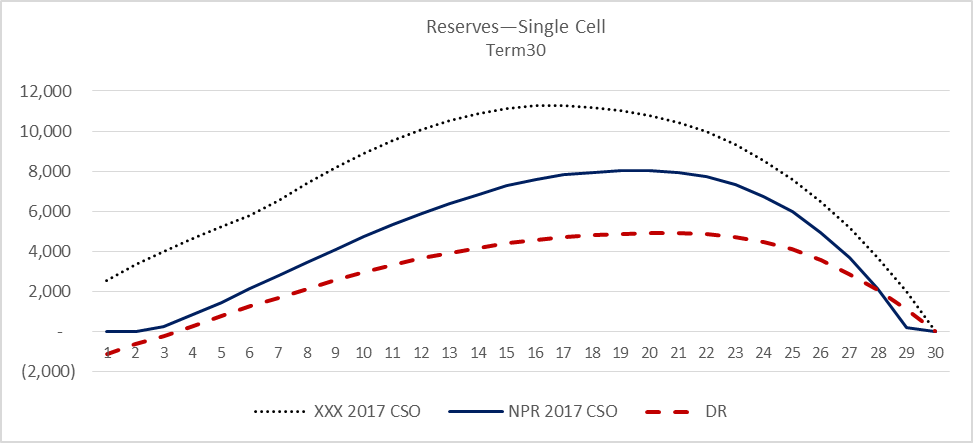 Reserves—Single Cell
Term30
12,000
10,000
8,000
6,000
4,000
2,000
-
(2,000)
1 2 3 4 5 6 7 8 9 10 11 12 13 14 15 16 17 18 19 20 21 22 23 24 25 26 27 28 29 30
XXX 2017 CSO NPR 2017 CSO DR